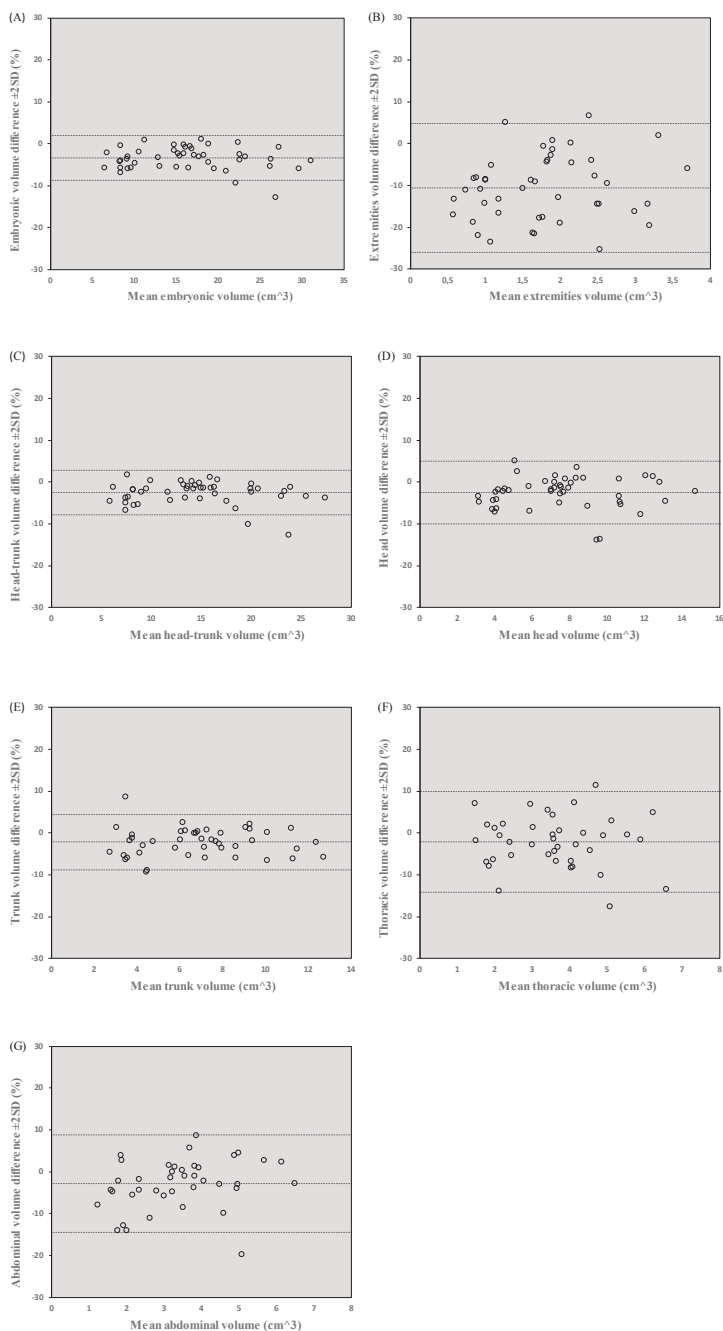 (A)
Embryonic volume difference ±2SD (%)
30
20
10
0
-10
-20
-30
0 5 10 15 20 25 30 35
Mean embryonic volume (cm^3)
(B)
Extremities volume difference ±2SD (%)
30
20
10
0
-10
-20
-30
0 0,5 1 1,5 2 2,5 3 3,5 4
Mean extremities volume (cm^3)
(C)
Head-trunk volume difference ±2SD (%)
30
20
10
0
-10
-20
-30
0 5 10 15 20 25 30
Mean head-trunk volume (cm^3)
(D)
Head volume difference ±2SD (%)
30
20
10
0
-10
-20
-30
0 2 4 6 8 10 12 14 16
Mean head volume (cm^3)
(E)
Trunk volume difference ±2SD (%)
30
20
10
0
-10
-20
-30
0 2 4 6 8 10 12 14
Mean trunk volume (cm^3)
(F)
Thoracic volume difference ±2SD (%)
30
20
10
0
-10
-20
-30
0 1 2 3 4 5 6 7 8
Mean thoracic volume (cm^3)
(G)
Abdominal volume difference ±2SD (%)
30
20
10
0
-10
-20
-30
0 1 2 3 4 5 6 7 8
Mean abdominal volume (cm^3)